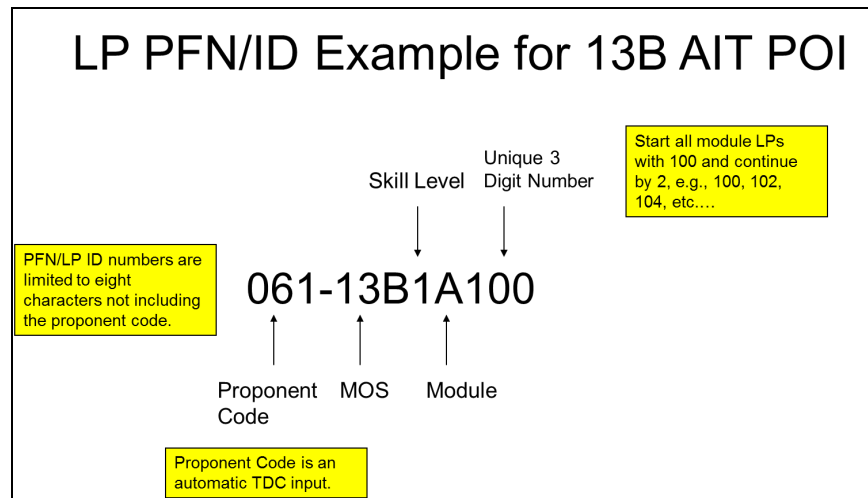 LP PFN/ID Example for 13B AIT POI
Start all module LPs
with 100 and continue
by 2, e.g., 100, 102,
104, etc.…
Unique 3
Digit Number
Skill Level
PFN/LP ID numbers are
limited to eight
characters not including
the proponent code.
061-13B1A100
Proponent
Code
MOS
Module
Proponent Code is an
automatic TDC input.